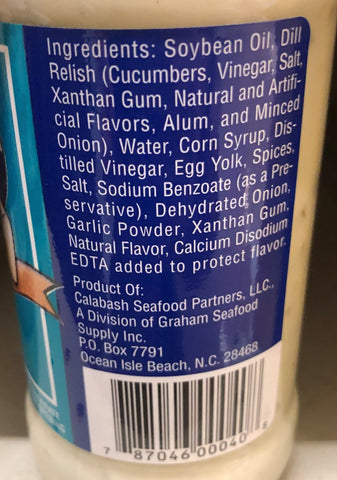 Ingredients: Soybean Oil, Dill
Relish (Cucumbers, Vinegar, Salt,
Xanthan Gum, Natural and Artifi-
cial Flavors, Alum, and Minced
Onion), Water, Corn Syrup, Dis-
tilled Vinegar, Egg Yolk, Spices,
Salt, Sodium Benzoate (as a Pre-
servative), Dehydrated Onion,
Garlic Powder, Xanthan Gum,
Natural Flavor, Calcium Disodium
EDTA added to protect flavor.
Product Of:
Calabash Seafood Partners, LLC.,
A Division of Graham Seafood
Supply Inc.
P.O. Box 7791
Ocean Isle Beach, N.C. 28468
7 87046 00040 8